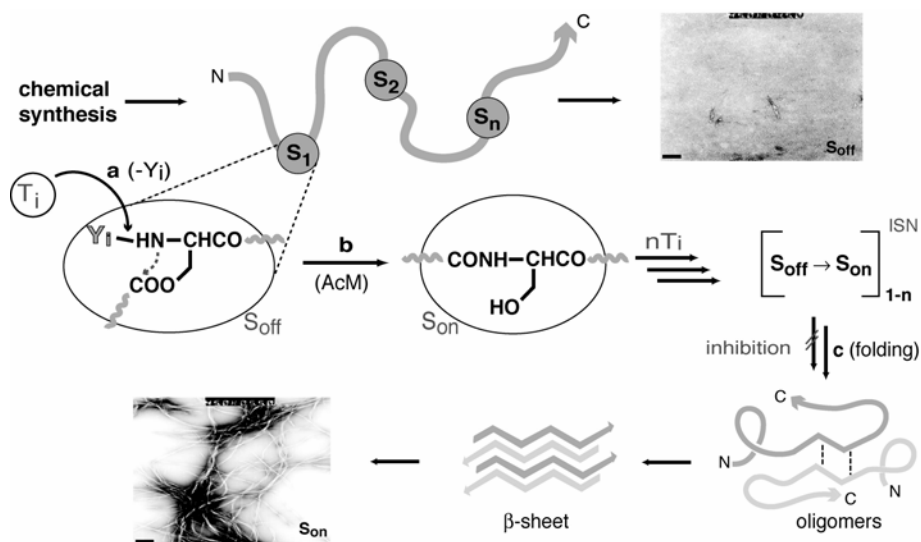 C
N
S2
chemical
synthesis
Sn
S1
Soff
a (-Yi)
Ti
Yi HN CHCO
COO
Soff
b
(AcM)
CONH CHCO
HO
Son
nTi
ISN
Soff → Son
1-n
inhibition
c (folding)
C
N
C
N
oligomers
β-sheet
Son